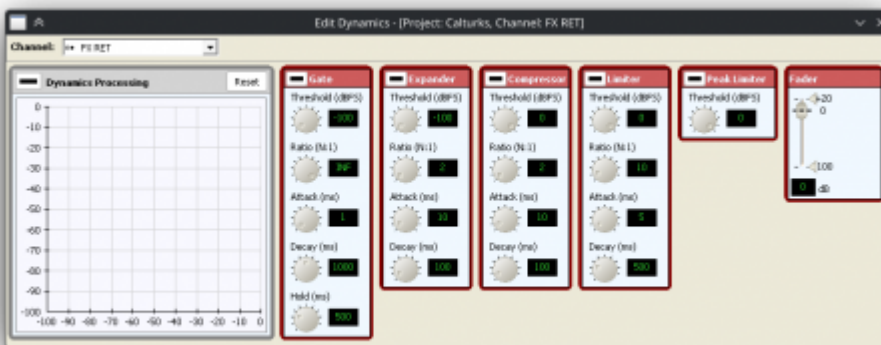 Edit Dynamics - [Project: Calturks, Channel: FX RET]
Channel: FX RET
Dynamics Processing Reset
0
-10
-20
-30
-40
-50
-60
-70
-80
-90
-100
-100 -90 -80 -70 -60 -50 -40 -30 -20 -10 0
Gate
Threshold (dBFS)
-100
Ratio (N:1)
INF
Attack (ms)
1
Decay (ms)
1000
Hold (ms)
500
Expander
Threshold (dBFS)
-100
Ratio (N:1)
2
Attack (ms)
10
Decay (ms)
100
Compressor
Threshold (dBFS)
0
Ratio (N:1)
2
Attack (ms)
10
Decay (ms)
100
Limiter
Threshold (dBFS)
0
Ratio (N:1)
10
Attack (ms)
5
Decay (ms)
500
Peak Limiter
Threshold (dBFS)
0
Fader
+20
0
-100
0 dB